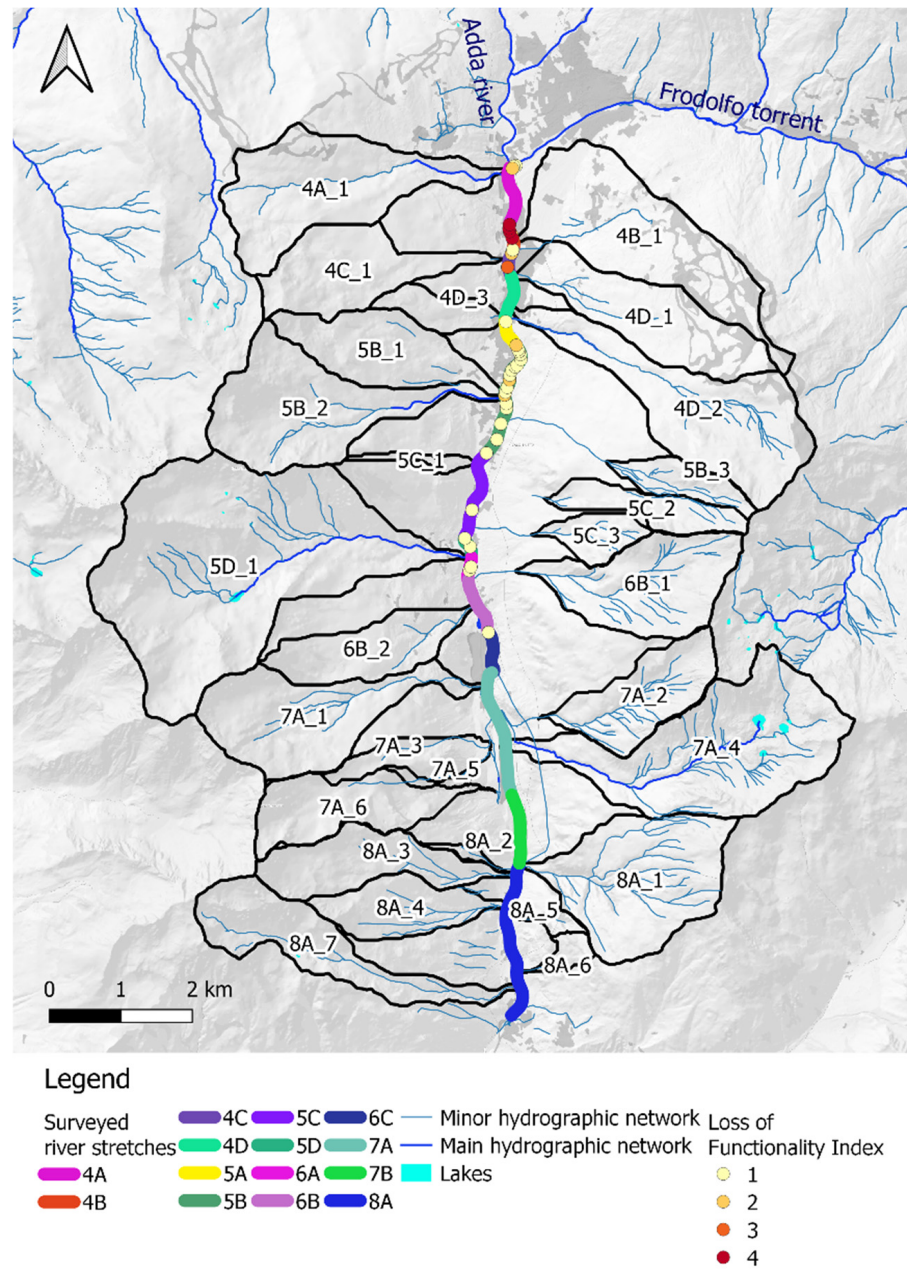 Adda river
Frodolfo torrent
4A_1
4B_1
4C_1
4D_3
4D_1
5B_1
5B_2
4D_2
5C_1
5B_3
5C_2
5C_3
5D_1
6B_1
6B_2
7A_1
7A_2
7A_3
7A_4
7A_5
7A_6
8A_2
8A_3
8A_1
8A_4
8A_5
8A_7
8A_6
0 1 2 km
Legend
Surveyed
river stretches
4A
4B
4C
4D
5A
5B
5C
5D
6A
6B
6C
7A
7B
8A
Minor hydrographic network
Main hydrographic network
Lakes
Loss of
Functionality Index
1
2
3
4